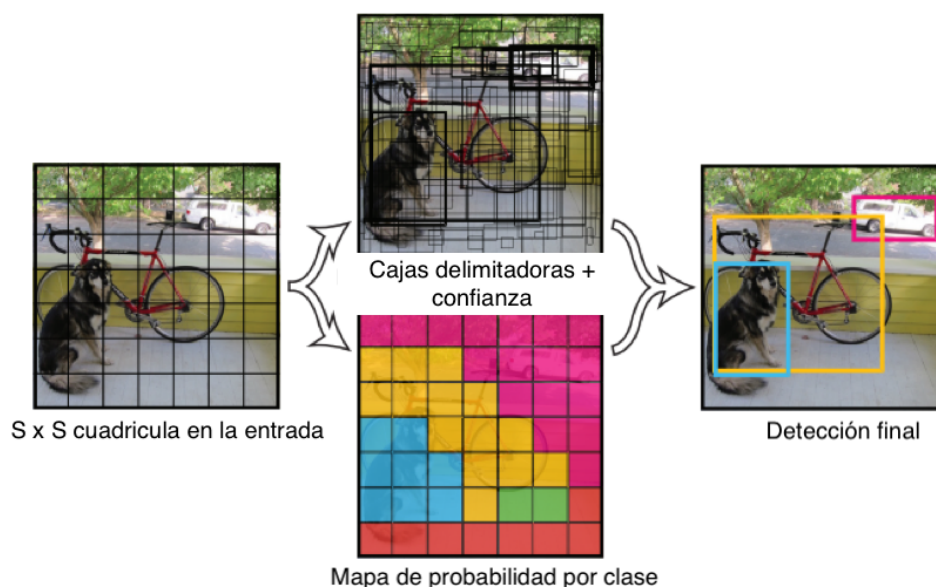 Cajas delimitadoras +
confianza
S x S cuadricula en la entrada
Detección final
Mapa de probabilidad por clase